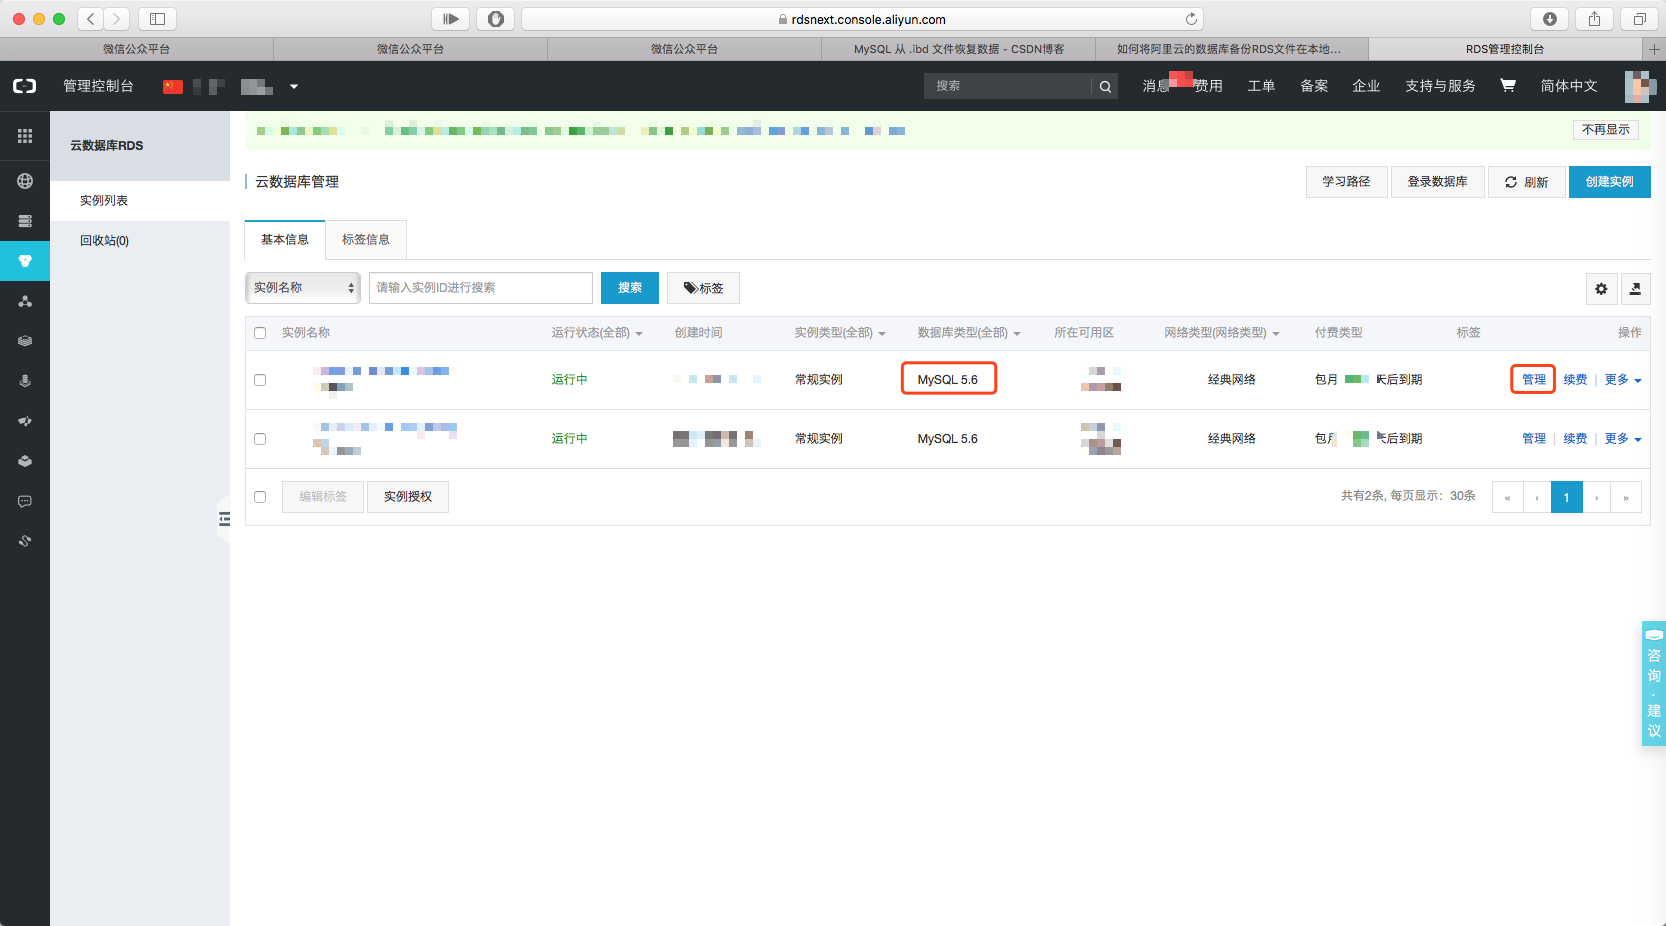 rdsnext.console.aliyun.com
微信公众平台
微信公众平台
微信公众平台
MySQL 从 .ibd 文件恢复数据 - CSDN博客
如何将阿里云的数据库备份RDS文件在本地...
RDS管理控制台
管理控制台
搜索
消息
费用
工单
备案
企业
支持与服务
简体中文
云数据库RDS
实例列表
回收站(0)
不再显示
云数据库管理
学习路径
登录数据库
刷新
创建实例
基本信息
标签信息
实例名称
请输入实例ID进行搜索
搜索
标签
实例名称 运行状态(全部) 创建时间 实例类型(全部) 数据库类型(全部) 所在可用区 网络类型(网络类型) 付费类型 标签 操作
运行中 常规实例 MySQL 5.6 经典网络 包月 天后到期 管理 续费 | 更多
运行中 常规实例 MySQL 5.6 经典网络 包月 天后到期 管理 | 续费 | 更多
编辑标签
实例授权
共有2条, 每页显示: 30条
« ‹ 1 › »
咨询·建议